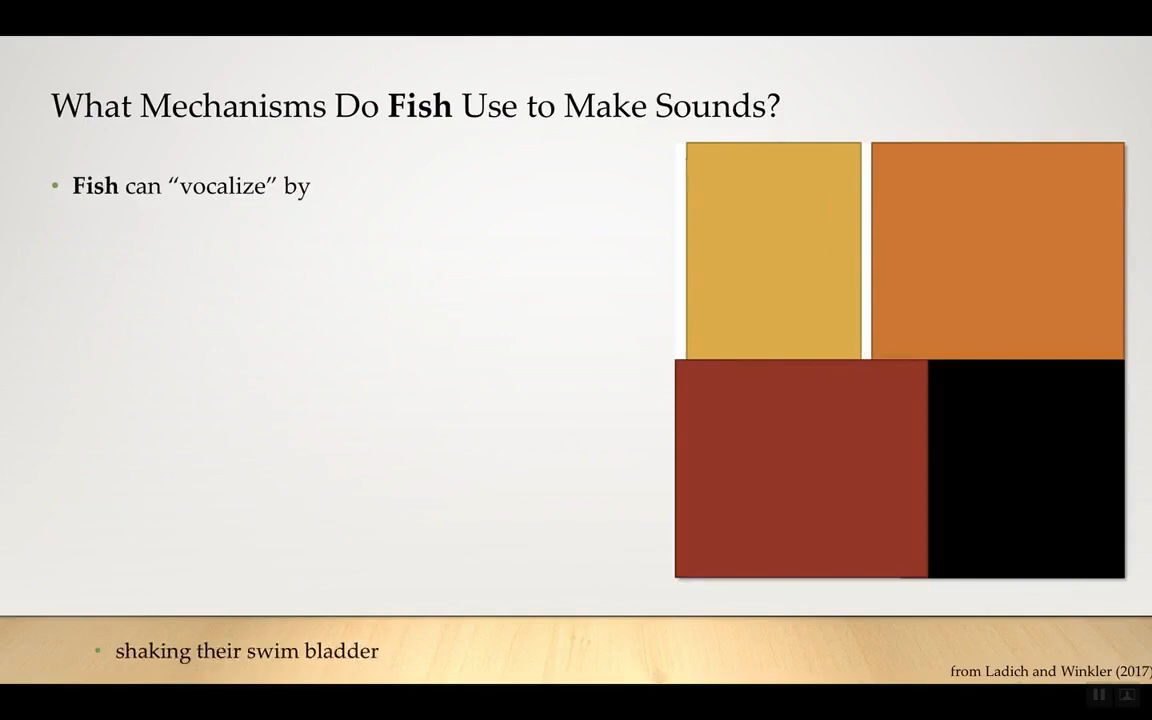 What Mechanisms Do Fish Use to Make Sounds?
• Fish can “vocalize” by
• shaking their swim bladder
from Ladich and Winkler (2017)